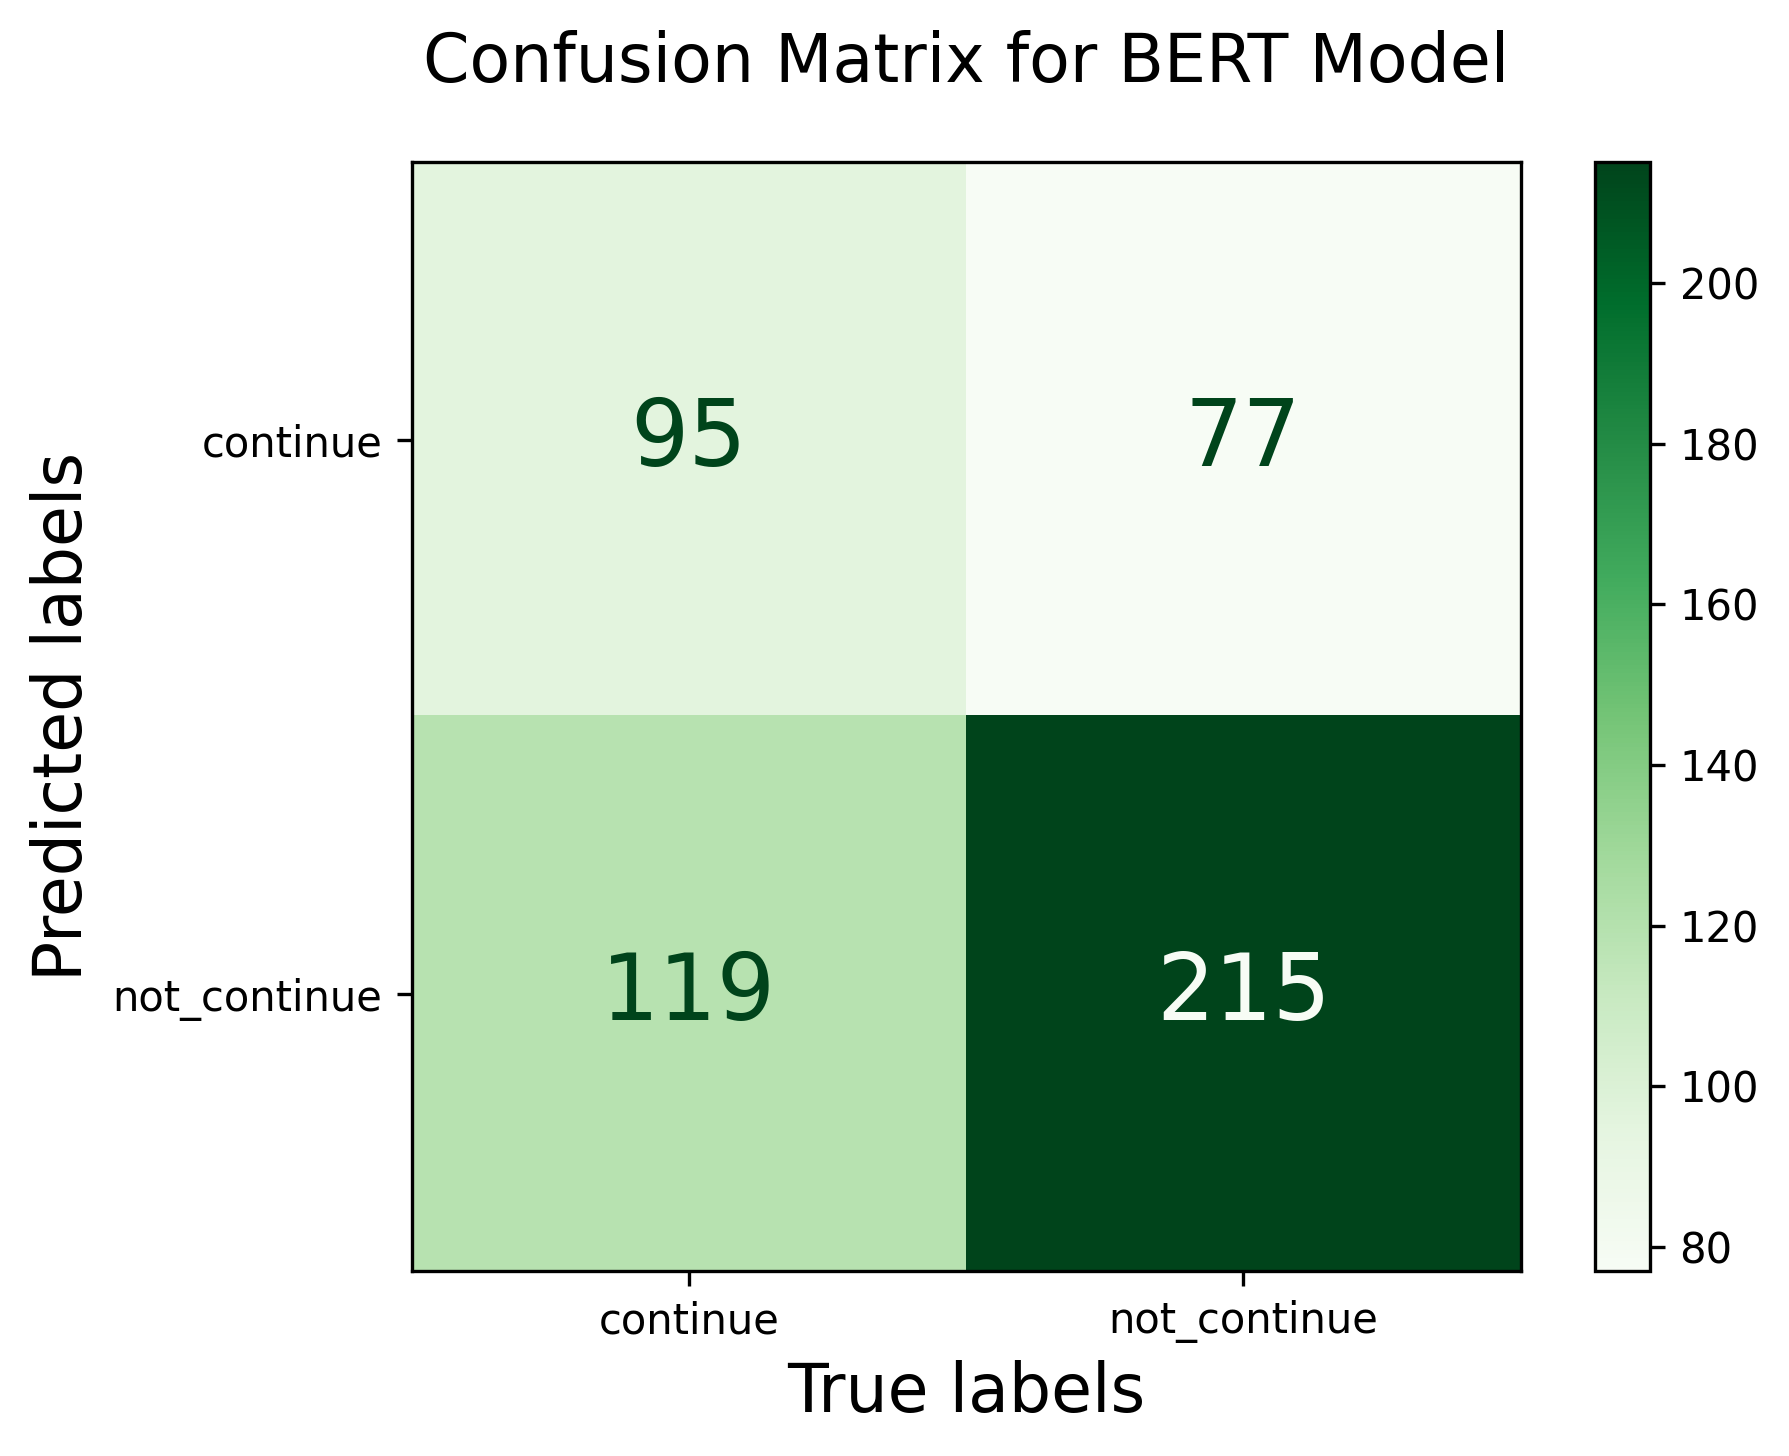 Confusion Matrix for BERT Model
Predicted labels
continue
not_continue
95
77
119
215
continue
not_continue
True labels
200
180
160
140
120
100
80